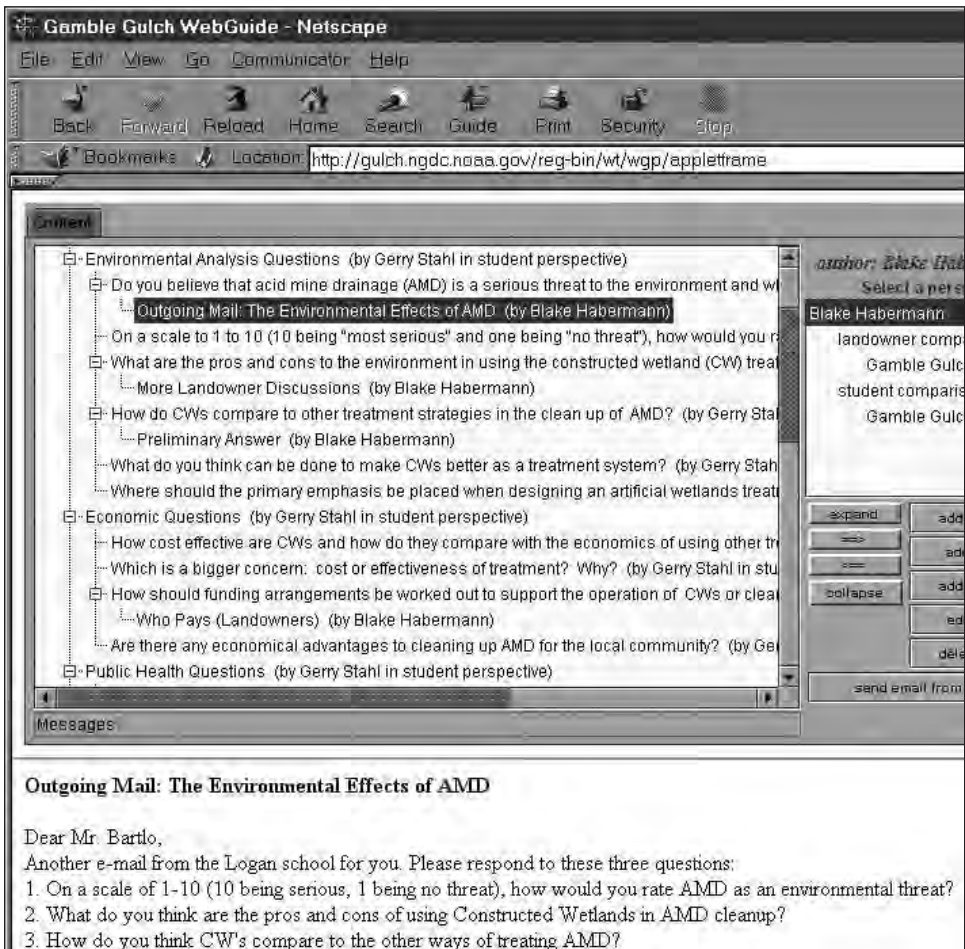 Gamble Gulch WebGuide - Netscape
File Edit View Go Communicator Help
Back Forward Reload Home Search Guide Print Security Stop
Bookmarks Location: http://gulch.ngdc.noaa.gov/reg-bin/wt/wgp/appletframe
Content
Environmental Analysis Questions (by Gerry Stahl in student perspective)
Do you believe that acid mine drainage (AMD) is a serious threat to the environment and
Outgoing Mail: The Environmental Effects of AMD (by Blake Habermann)
On a scale to 1 to 10 (10 being "most serious" and one being "no threat"), how would you
What are the pros and cons to the environment in using the constructed wetland (CW) treat
More Landowner Discussions (by Blake Habermann)
How do CWs compare to other treatment strategies in the clean up of AMD? (by Gerry Stal
Preliminary Answer (by Blake Habermann)
What do you think can be done to make CWs better as a treatment system? (by Gerry Stah
Where should the primary emphasis be placed when designing an artificial wetlands treat
Economic Questions (by Gerry Stahl in student perspective)
How cost effective are CWs and how do they compare with the economics of using other tr
Which is a bigger concern: cost or effectiveness of treatment? Why? (by Gerry Stahl in stu
How should funding arrangements be worked out to support the operation of CWs or clea
Who Pays (Landowners) (by Blake Habermann)
Are there any economical advantages to cleaning up AMD for the local community? (by Ge
Public Health Questions (by Gerry Stahl in student perspective)
Messages
author: Blake Hab
Select a pers
Blake Habermann
landowner compa
Gamble Gulc
student comparis
Gamble Gulc
expand add
==> add
<== add
collapse ed
dele
send email from
Outgoing Mail: The Environmental Effects of AMD
Dear Mr. Bartlo,
Another e-mail from the Logan school for you. Please respond to these three questions:
1. On a scale of 1-10 (10 being serious, 1 being no threat), how would you rate AMD as an environmental threat?
2. What do you think are the pros and cons of using Constructed Wetlands in AMD cleanup?
3. How do you think CW's compare to the other ways of treating AMD?